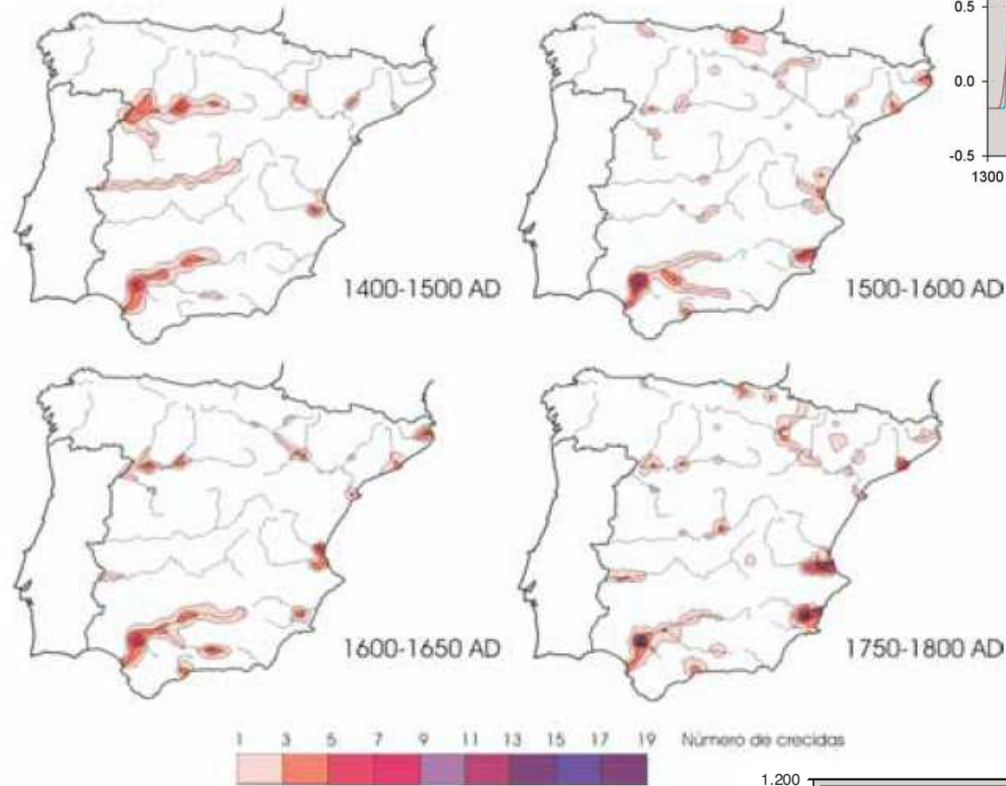 0.5
0.0
-0.5
1300
1400-1500 AD
1500-1600 AD
1600-1650 AD
1750-1800 AD
1 3 5 7 9 11 13 15 17 19 Número de crecidas
1.200